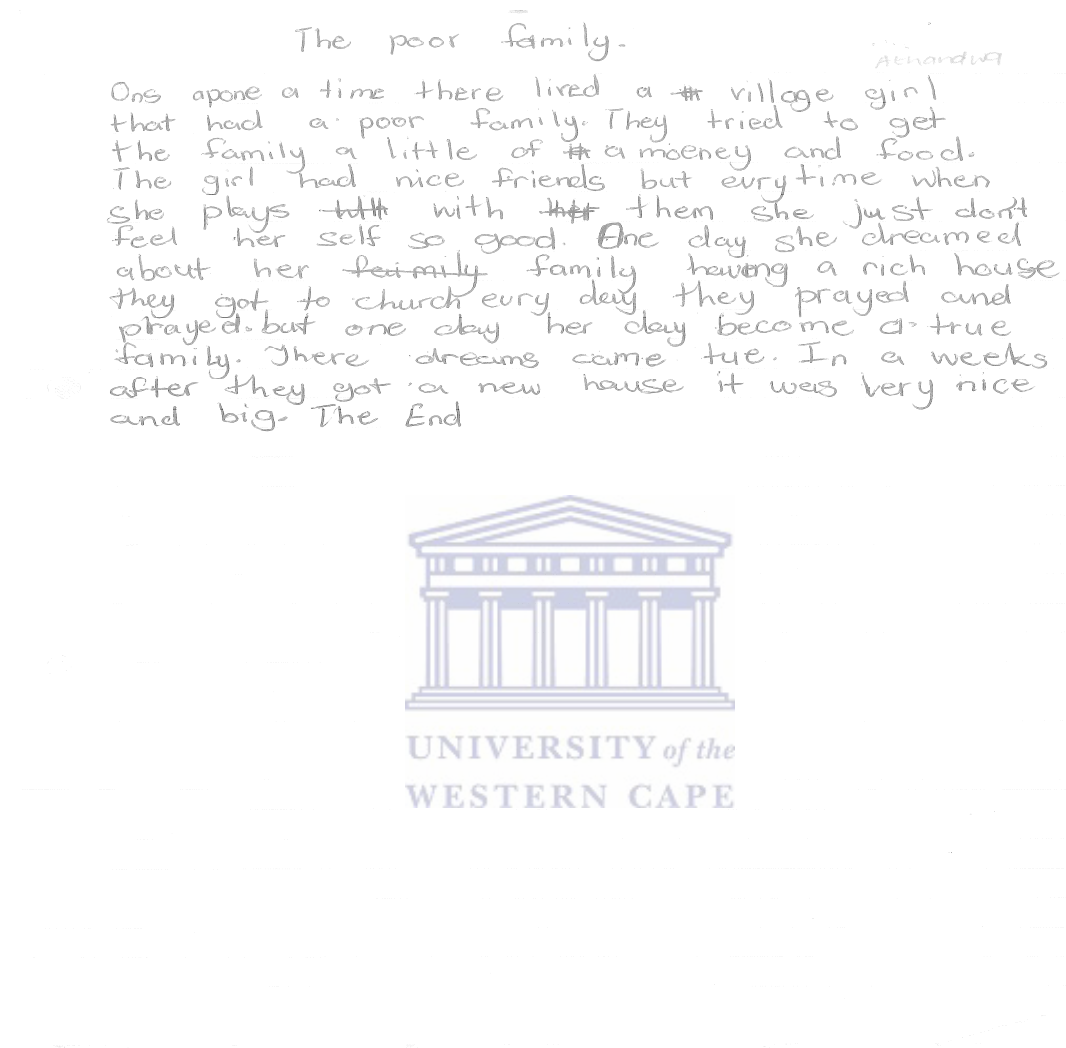 The poor family.
Athandwa
Ons apone a time there lived a village girl
that had a poor family. They tried to get
the family a little of a moeney and food.
The girl had nice friends but evry time when
she plays with them she just don't
feel her self so good. One day she dreamed
about her faimily family having a rich house
they got to church evry day they prayed and
prayed. but one day her day become a true
family. There dreams came tue. In a weeks
after they got a new hause it was very nice
and big. The End
UNIVERSITY of the
WESTERN CAPE